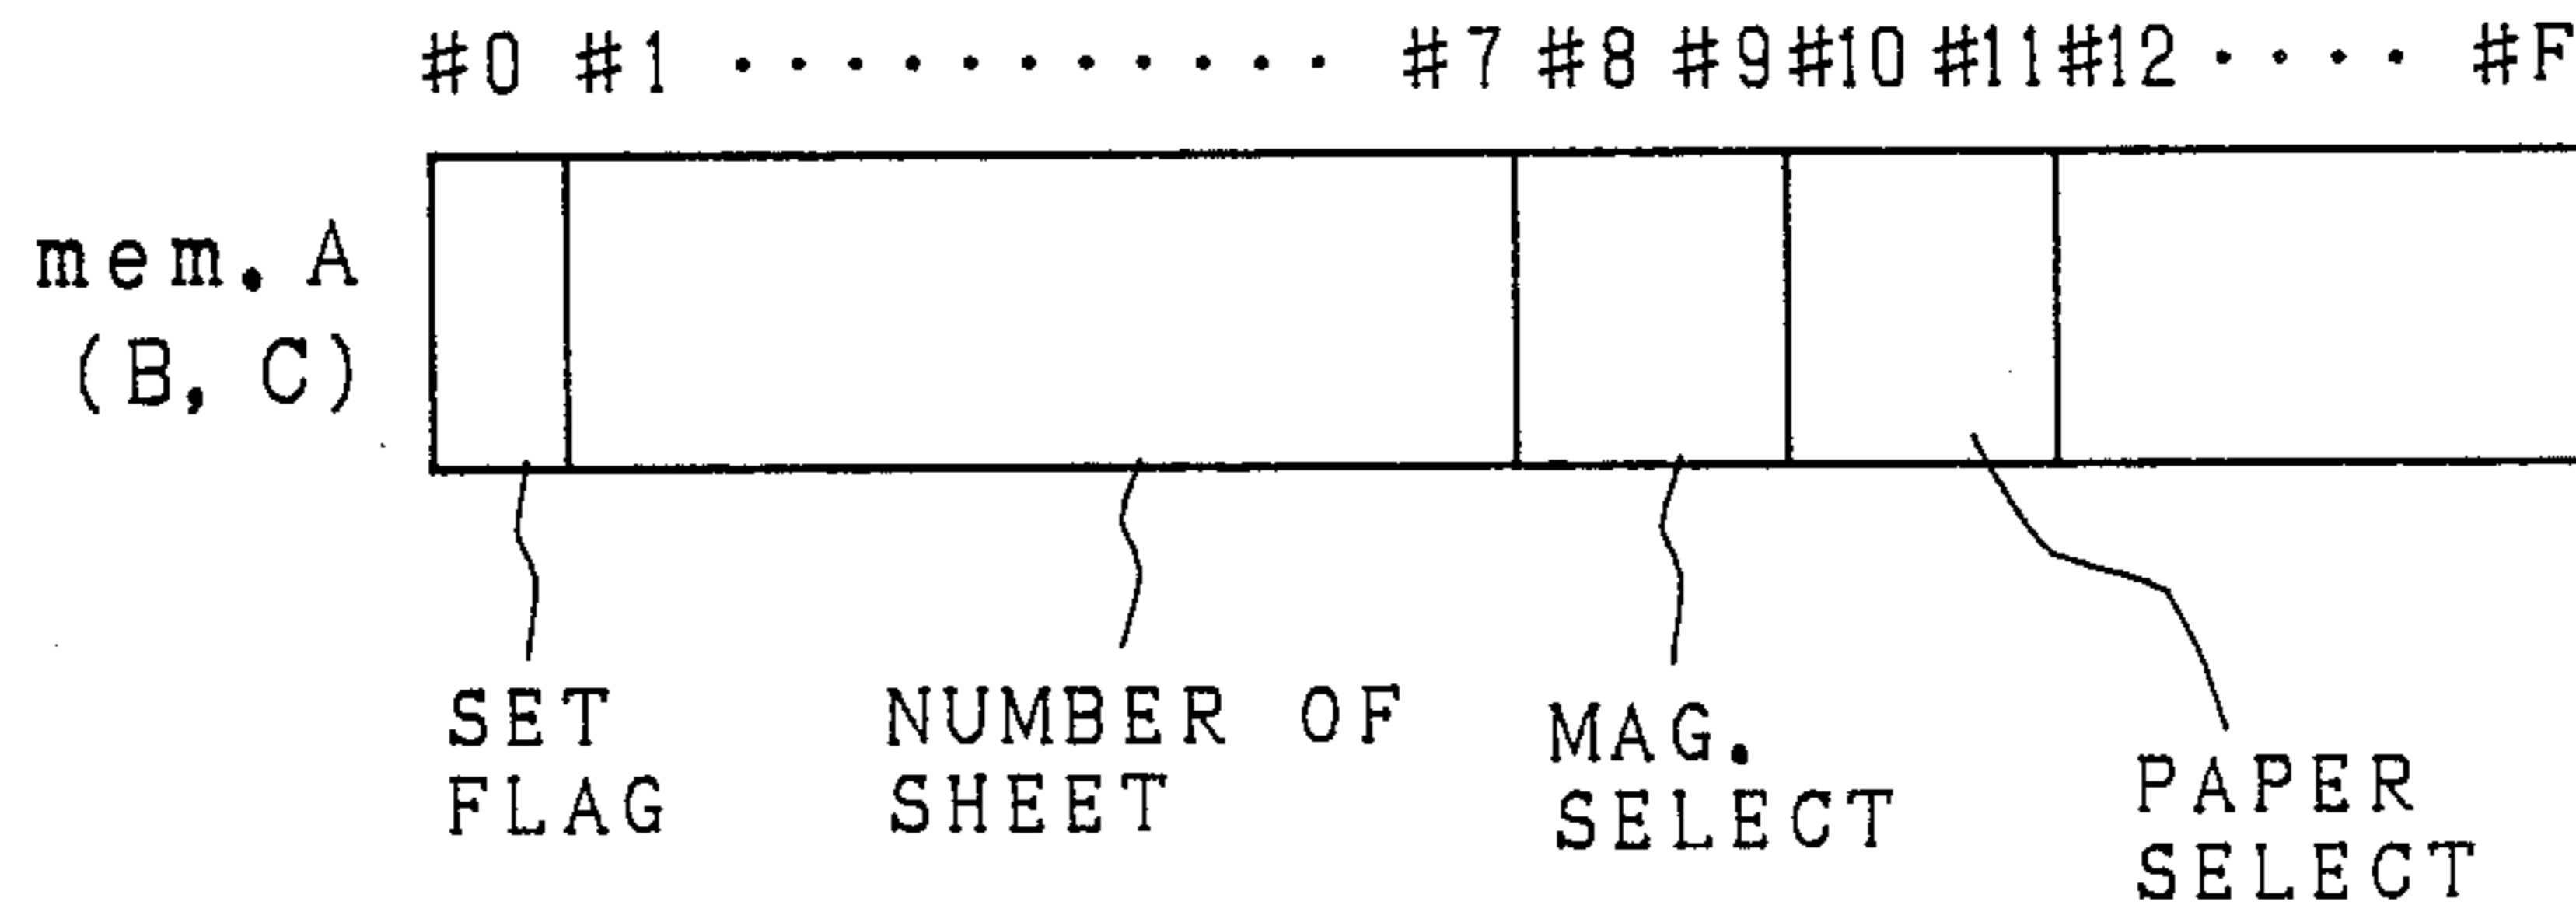 #0 #1 ........... #7 #8 #9 #10 #11 #12 .... #F
mem. A
(B, C)
SET
FLAG
NUMBER OF
SHEET
MAG.
SELECT
PAPER
SELECT